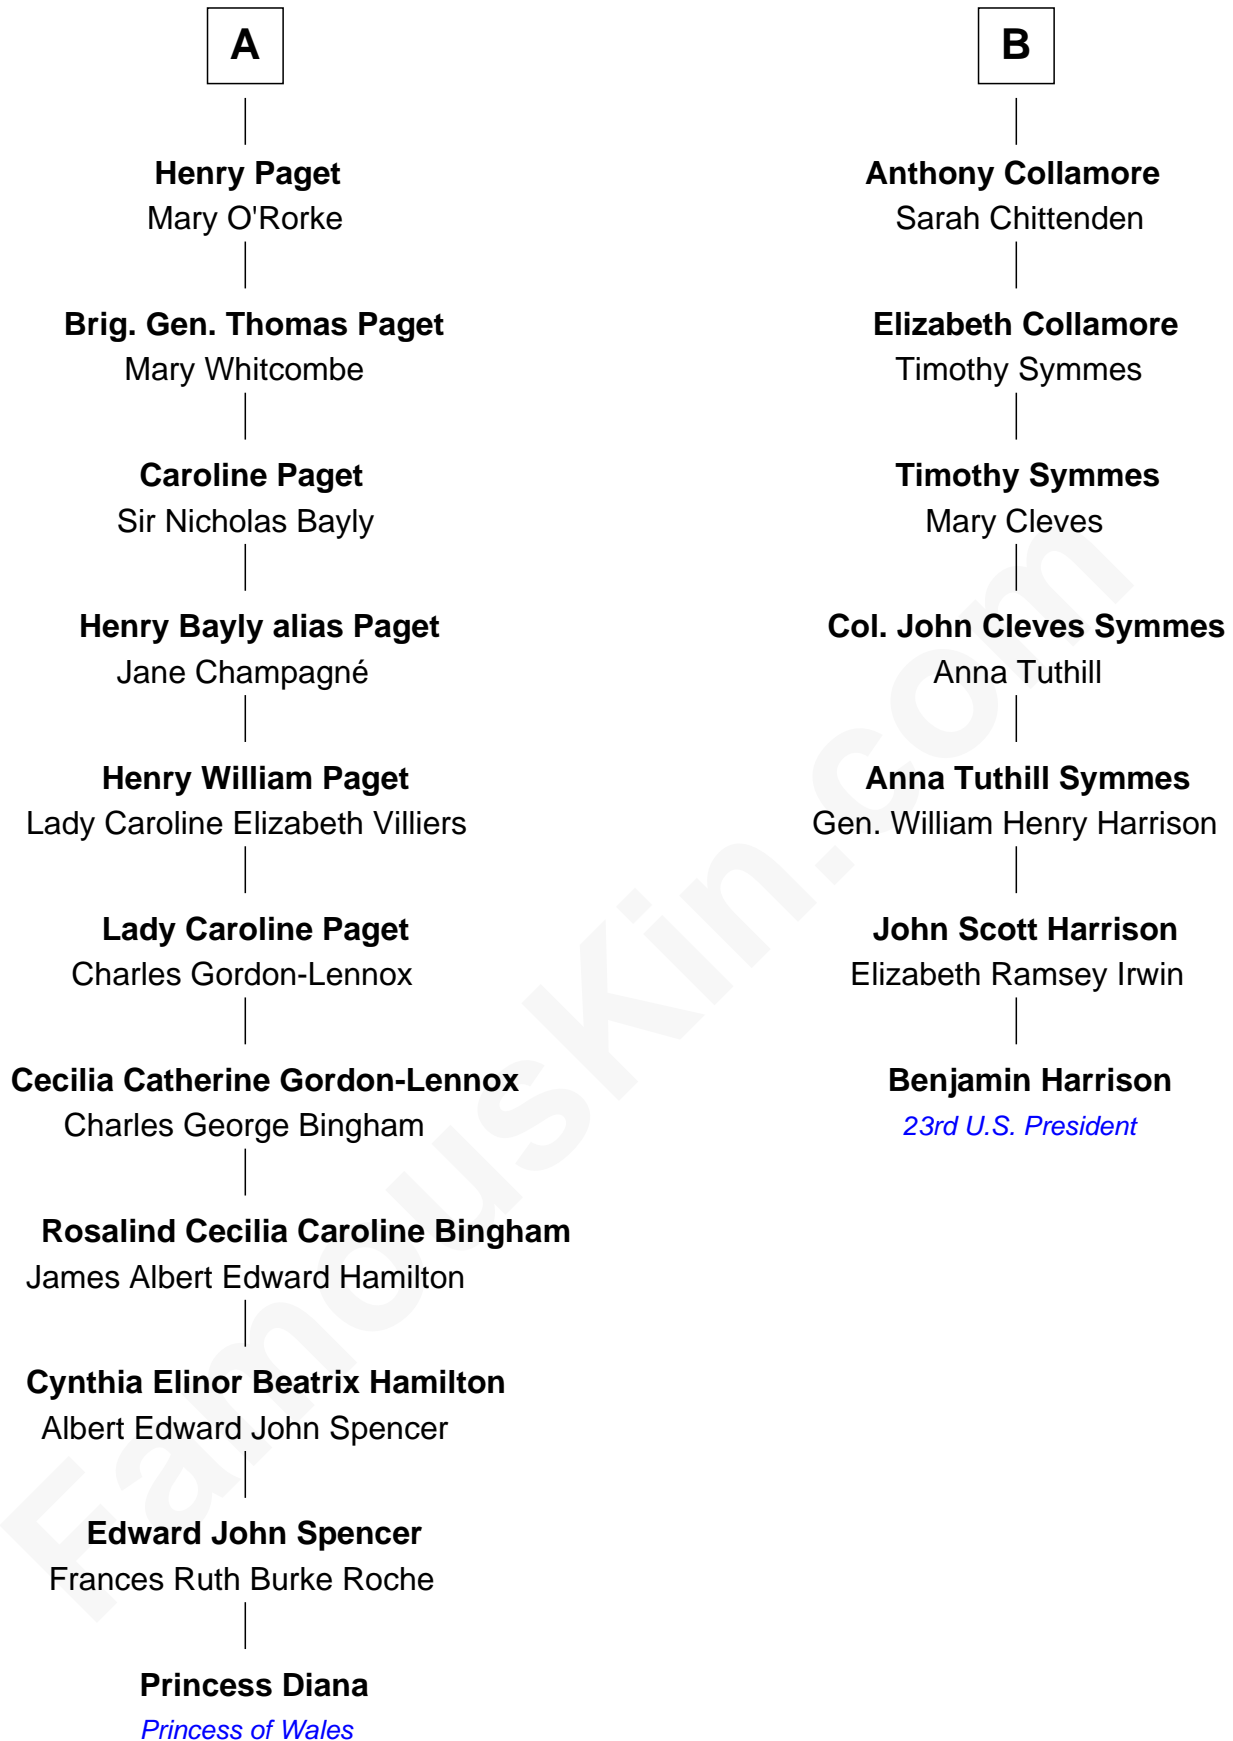 A
Henry Paget
Mary O'Rorke
Brig. Gen. Thomas Paget
Mary Whitcombe
Caroline Paget
Sir Nicholas Bayly
Henry Bayly alias Paget
Jane Champagné
Henry William Paget
Lady Caroline Elizabeth Villiers
Lady Caroline Paget
Charles Gordon-Lennox
Cecilia Catherine Gordon-Lennox
Charles George Bingham
Rosalind Cecilia Caroline Bingham
James Albert Edward Hamilton
Cynthia Elinor Beatrix Hamilton
Albert Edward John Spencer
Edward John Spencer
Frances Ruth Burke Roche
Princess Diana
Princess of Wales
B
Anthony Collamore
Sarah Chittenden
Elizabeth Collamore
Timothy Symmes
Timothy Symmes
Mary Cleves
Col. John Cleves Symmes
Anna Tuthill
Anna Tuthill Symmes
Gen. William Henry Harrison
John Scott Harrison
Elizabeth Ramsey Irwin
Benjamin Harrison
23rd U.S. President
FamousKin.com